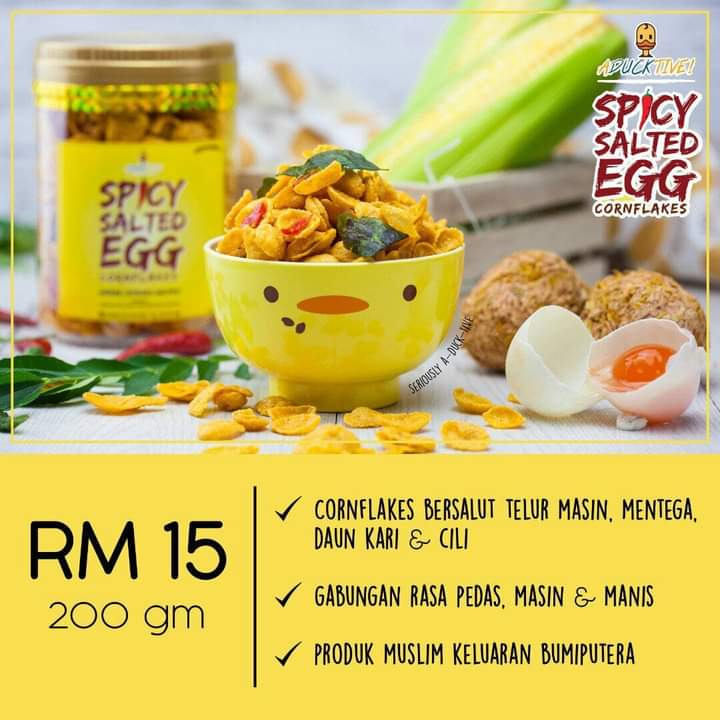 ADUCKTIVE!
SPICY
SALTED
EGG
CORNFLAKES
SPICY
SALTED
EGG
CORNFLAKES
SERIOUSLY A-DUCK-TIVE
RM 15
200 gm
✓ CORNFLAKES BERSALUT TELUR MASIN, MENTEGA,
DAUN KARI & CILI
✓ GABUNGAN RASA PEDAS, MASIN & MANIS
✓ PRODUK MUSLIM KELUARAN BUMIPUTERA